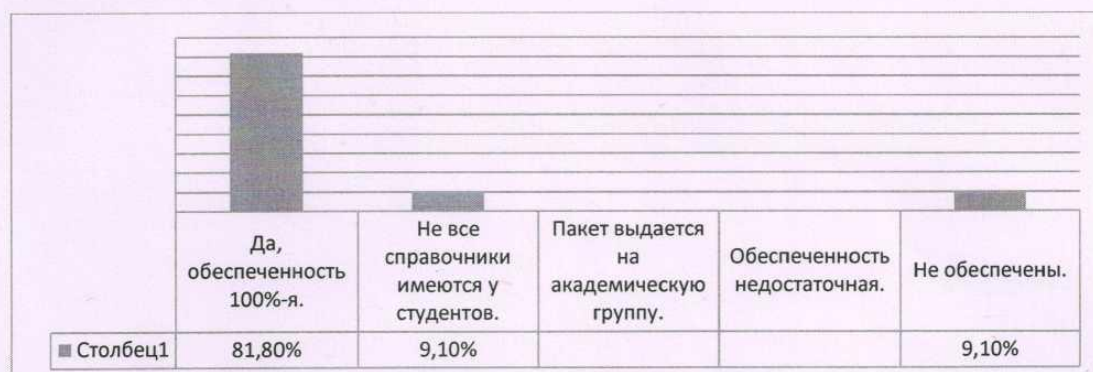 Да,
обеспеченность
100%-я.
Не все
справочники
имеются у
студентов.
Пакет выдается
на
академическую
группу.
Обеспеченность
недостаточная.
Не обеспечены.
Столбец1
81,80%
9,10%
9,10%